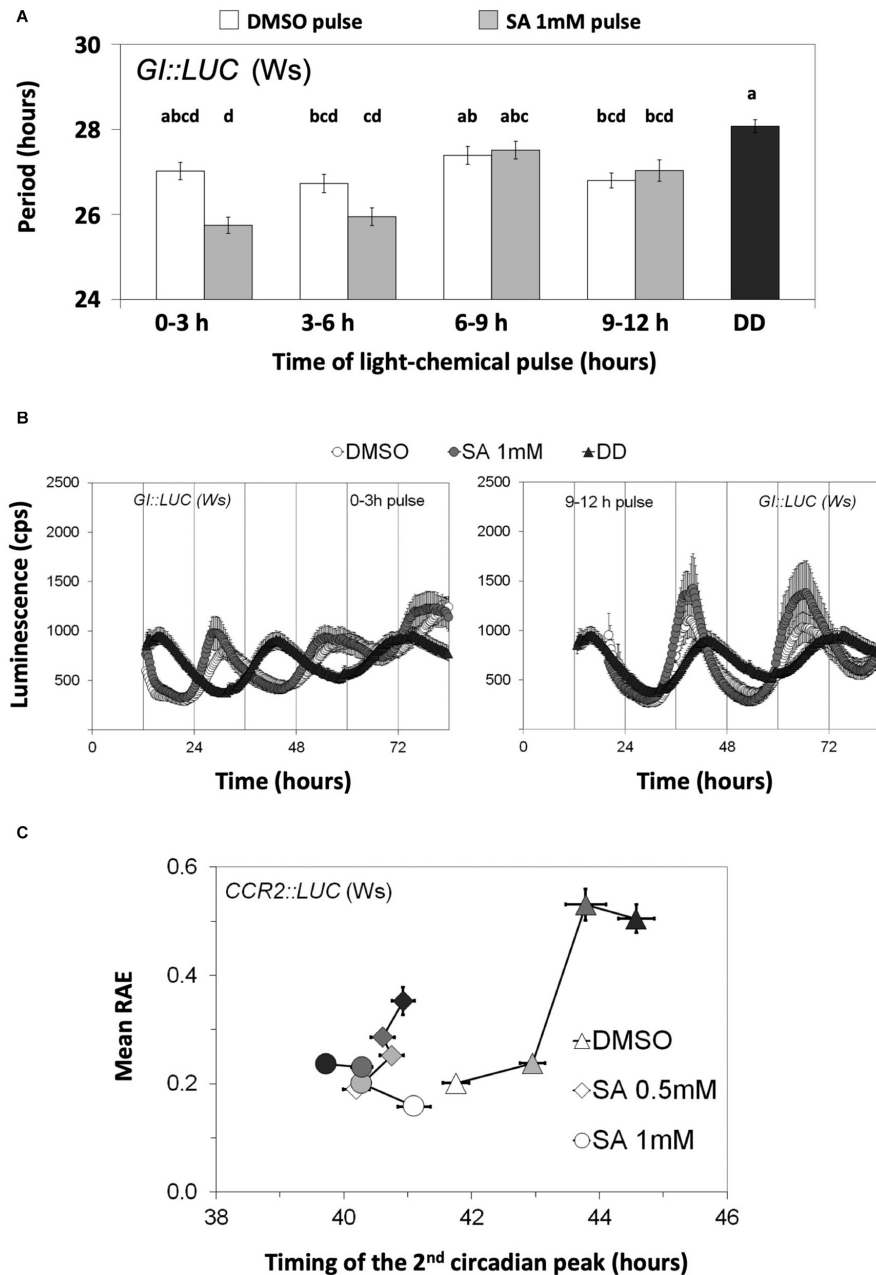 A
DMSO pulse SA 1mM pulse
30
GI::LUC (Ws)
a
abcd d bcd cd ab abc bcd bcd
28
Period (hours)
26
24
0-3 h 3-6 h 6-9 h 9-12 h DD
Time of light-chemical pulse (hours)
B
DMSO SA 1mM DD
2500 2500
GI::LUC (Ws) 0-3h pulse 9-12 h pulse GI::LUC (Ws)
2000 2000
Luminescence (cps)
1500 1500
1000 1000
500 500
0 24 48 72 0 24 48 72
Time (hours) Time (hours)
C
0.6
CCR2::LUC (Ws)
0.4
Mean RAE
DMSO
0.2
SA 0.5mM
SA 1mM
0.0
38 40 42 44 46
Timing of the 2nd circadian peak (hours)